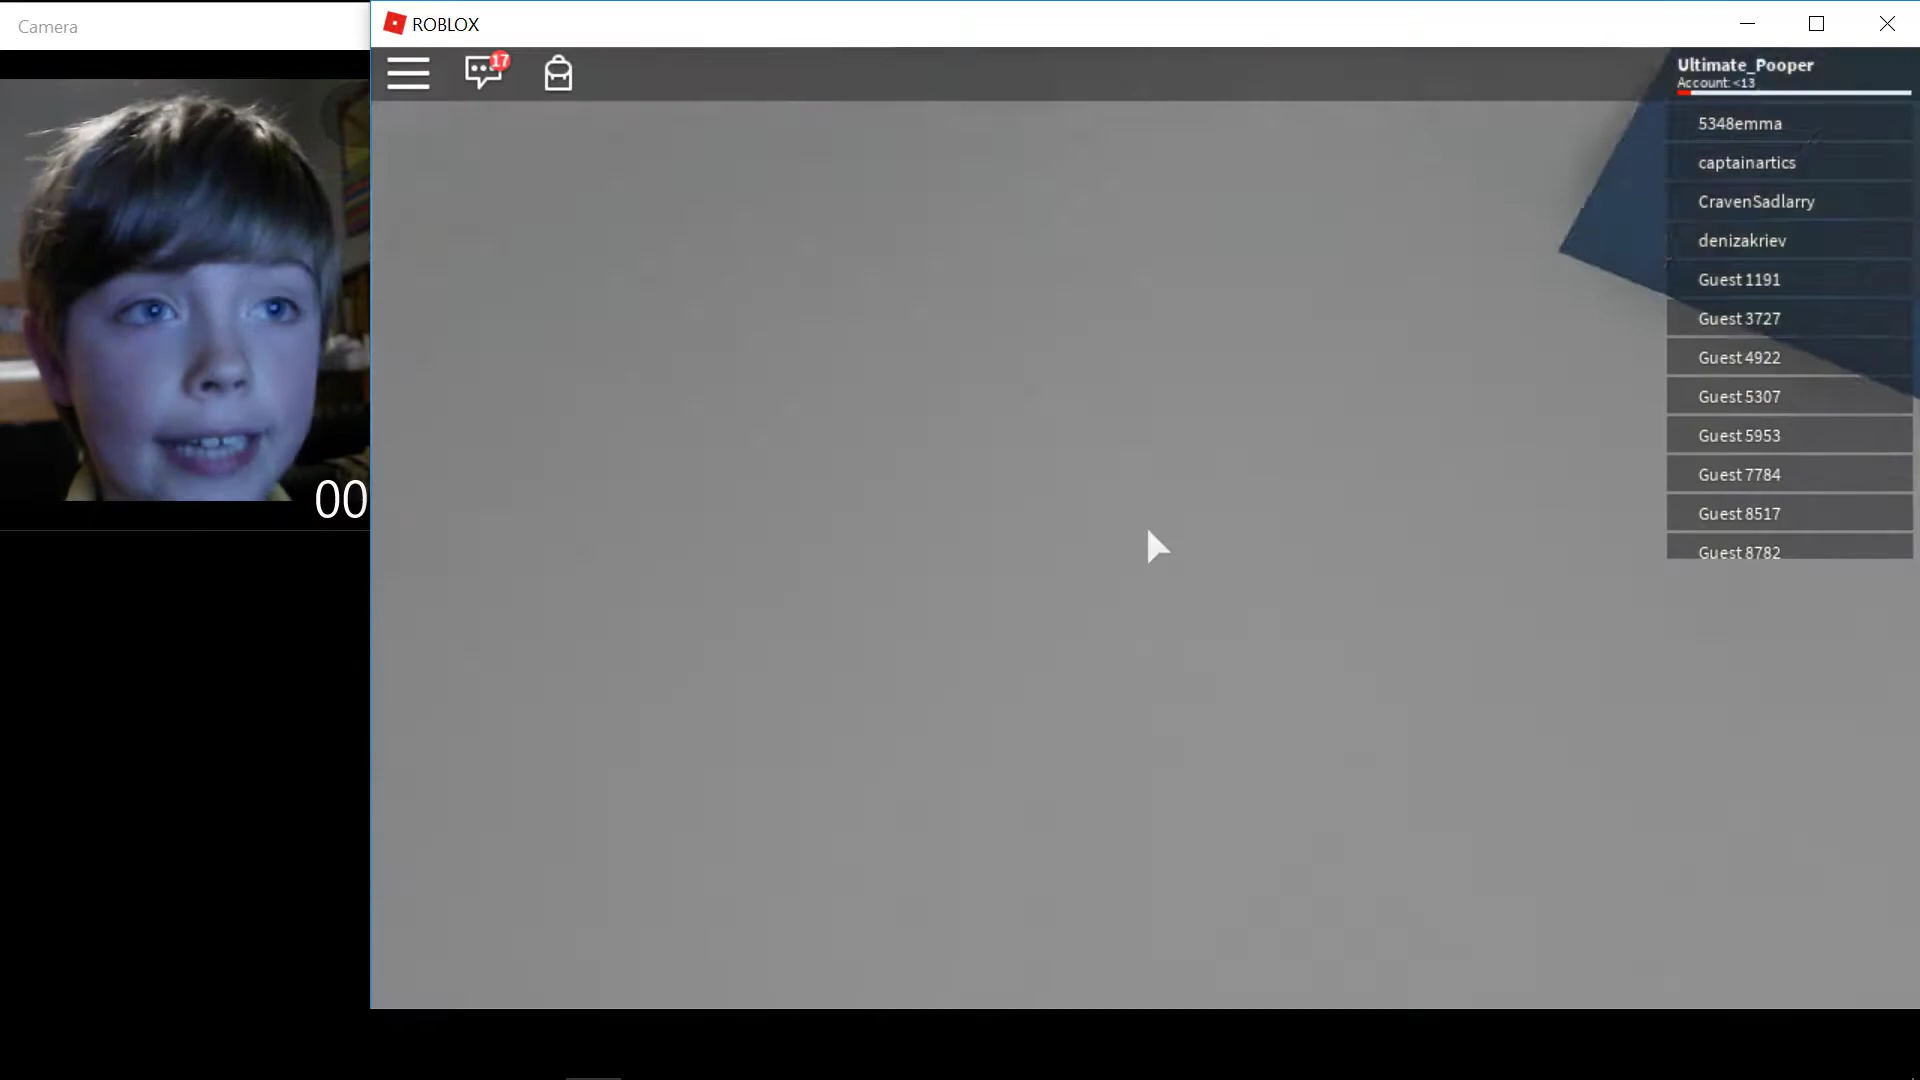 Camera
ROBLOX
17
Ultimate_Pooper
Account: <13
5348emma
captainartics
CravenSadlarry
denizakriev
Guest 1191
Guest 3727
Guest 4922
Guest 5307
Guest 5953
Guest 7784
Guest 8517
Guest 8782
00